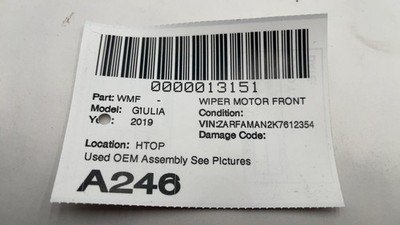 0000013151
Part: WMF - WIPER MOTOR FRONT
Model: GIULIA Condition:
2019 VIN:ZARFAMAN2K7612354
Damage Code:
Location: HTOP
Used OEM Assembly See Pictures
A246